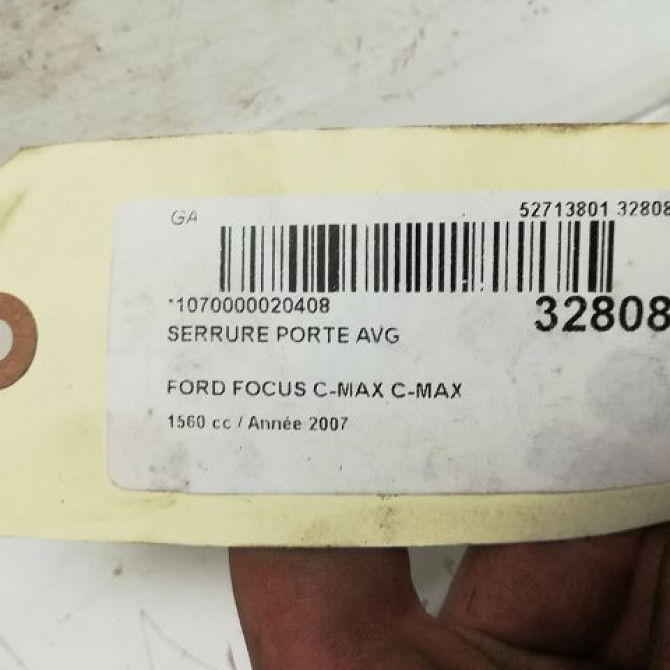 GA
52713801 32808
*1070000020408
32808
SERRURE PORTE AVG
FORD FOCUS C-MAX C-MAX
1560 cc / Année 2007